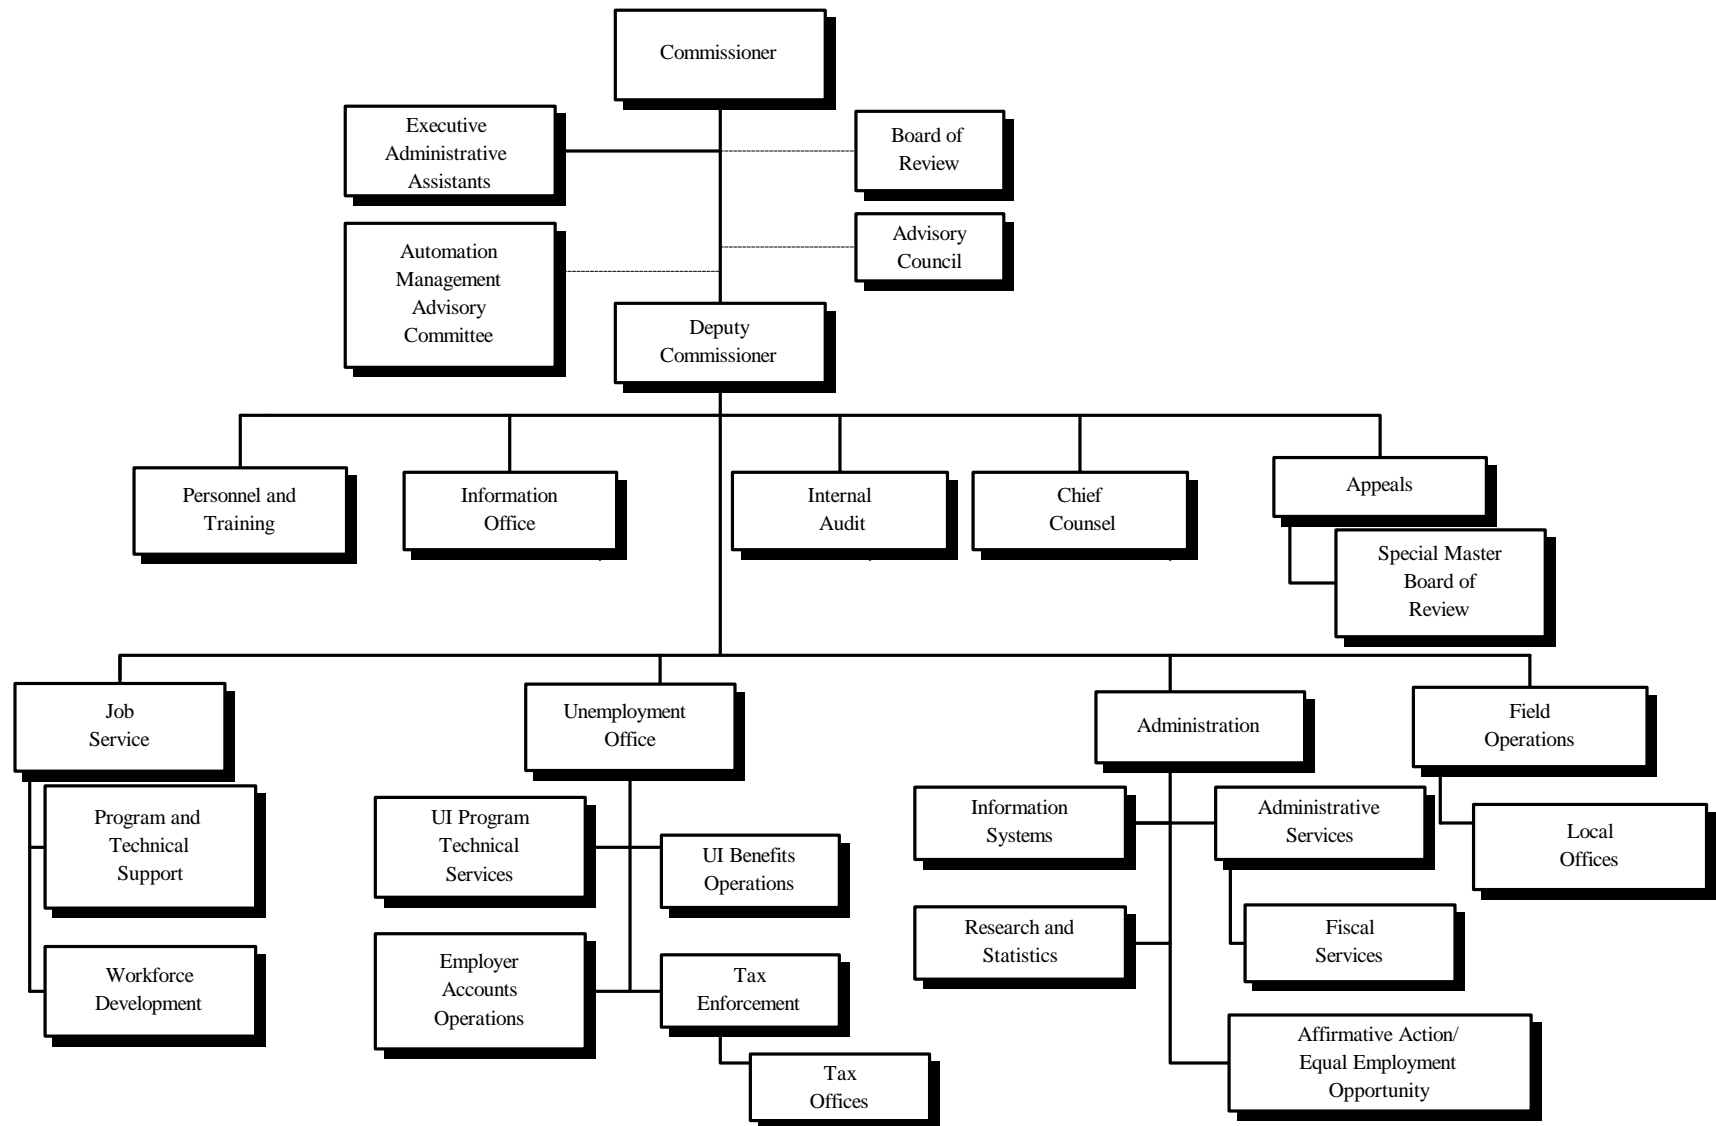 Commissioner
Executive
Administrative
Assistants
Board of
Review
Automation
Management
Advisory
Committee
Advisory
Council
Deputy
Commissioner
Personnel and
Training
Information
Office
Internal
Audit
Chief
Counsel
Appeals
Special Master
Board of
Review
Job
Service
Unemployment
Office
Administration
Field
Operations
Program and
Technical
Support
UI Program
Technical
Services
UI Benefits
Operations
Information
Systems
Administrative
Services
Local
Offices
Workforce
Development
Employer
Accounts
Operations
Tax
Enforcement
Tax
Offices
Research and
Statistics
Fiscal
Services
Affirmative Action/
Equal Employment
Opportunity